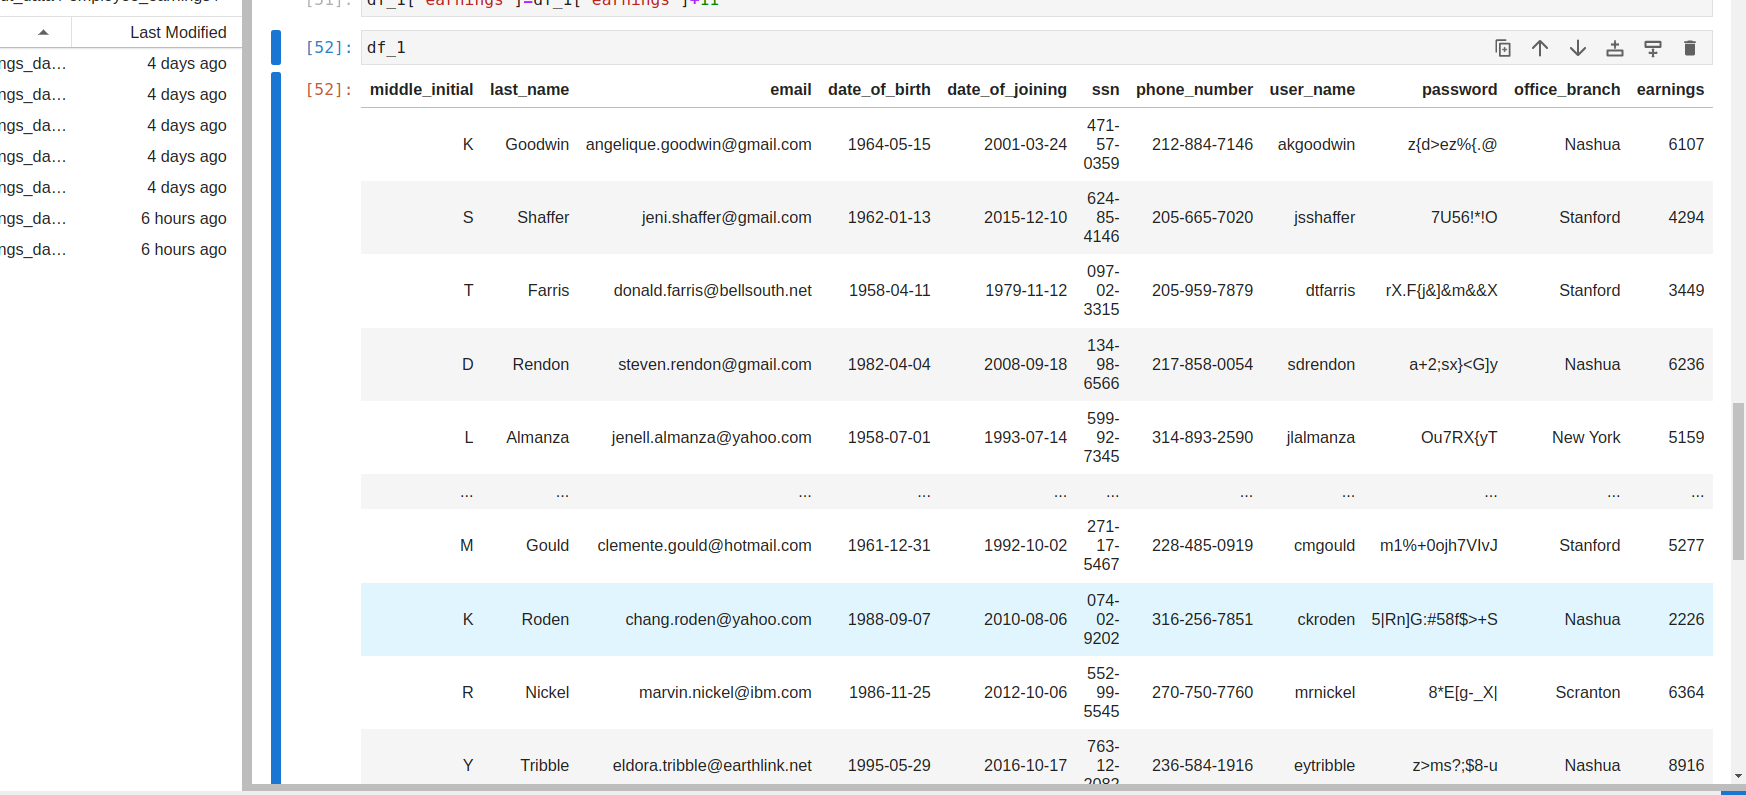 df_1["earnings"]=df_1["earnings"]+11
Last Modified
ngs_da… 4 days ago
ngs_da… 4 days ago
ngs_da… 4 days ago
ngs_da… 4 days ago
ngs_da… 4 days ago
ngs_da… 6 hours ago
ngs_da… 6 hours ago
[52]: df_1
[52]: middle_initial last_name email date_of_birth date_of_joining ssn phone_number user_name password office_branch earnings
K Goodwin angelique.goodwin@gmail.com 1964-05-15 2001-03-24 471-57-0359 212-884-7146 akgoodwin z{d>ez%{.@ Nashua 6107
S Shaffer jeni.shaffer@gmail.com 1962-01-13 2015-12-10 624-85-4146 205-665-7020 jsshaffer 7U56!*!O Stanford 4294
T Farris donald.farris@bellsouth.net 1958-04-11 1979-11-12 097-02-3315 205-959-7879 dtfarris rX.F{j&]&m&&X Stanford 3449
D Rendon steven.rendon@gmail.com 1982-04-04 2008-09-18 134-98-6566 217-858-0054 sdrendon a+2;sx}<G]y Nashua 6236
L Almanza jenell.almanza@yahoo.com 1958-07-01 1993-07-14 599-92-7345 314-893-2590 jlalmanza Ou7RX{yT New York 5159
... ... ... ... ... ... ... ... ... ... ...
M Gould clemente.gould@hotmail.com 1961-12-31 1992-10-02 271-17-5467 228-485-0919 cmgould m1%+0ojh7VIvJ Stanford 5277
K Roden chang.roden@yahoo.com 1988-09-07 2010-08-06 074-02-9202 316-256-7851 ckroden 5|Rn]G:#58f$>+S Nashua 2226
R Nickel marvin.nickel@ibm.com 1986-11-25 2012-10-06 552-99-5545 270-750-7760 mrnickel 8*E[g-_X| Scranton 6364
Y Tribble eldora.tribble@earthlink.net 1995-05-29 2016-10-17 763-12- 236-584-1916 eytribble z>ms?;$8-u Nashua 8916